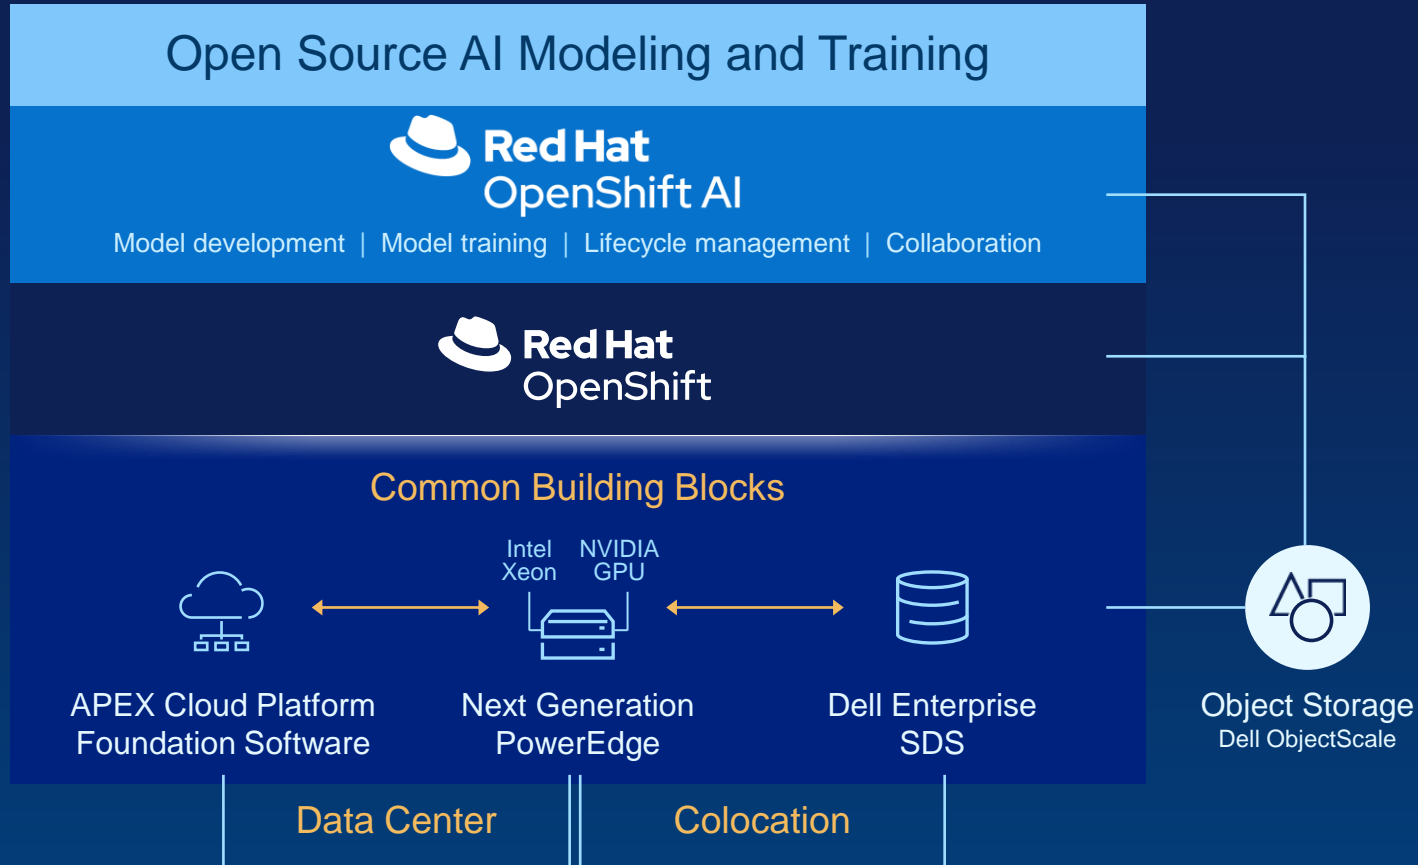 Open Source AI Modeling and Training
Red Hat
OpenShift AI
Model development | Model training | Lifecycle management | Collaboration
Red Hat
OpenShift
Common Building Blocks
Intel
Xeon
NVIDIA
GPU
APEX Cloud Platform
Foundation Software
Next Generation
PowerEdge
Dell Enterprise
SDS
Object Storage
Dell ObjectScale
Data Center
Colocation